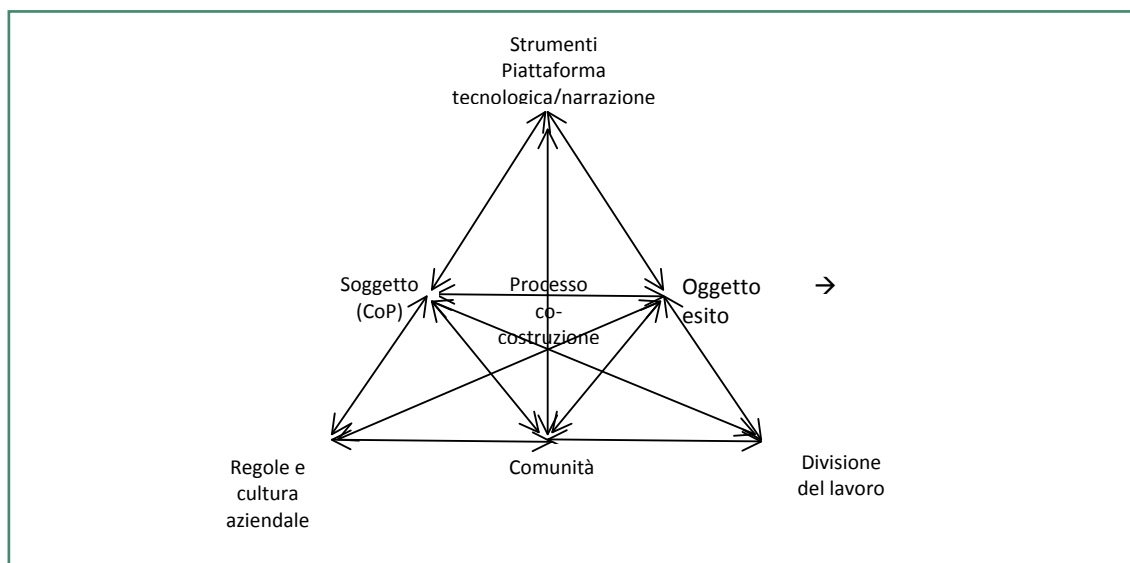 Strumenti
Piattaforma
tecnologica/narrazione
Soggetto
(CoP)
Processo
co-
costruzione
Oggetto →
esito
Regole e
cultura
aziendale
Comunità
Divisione
del lavoro